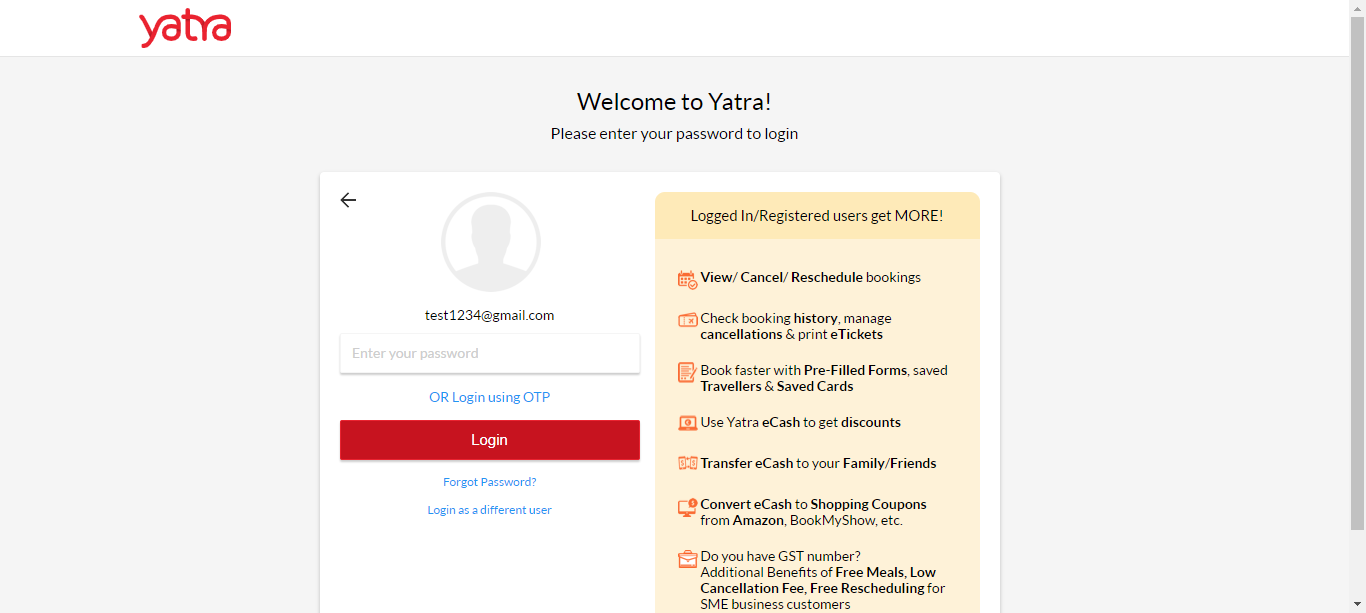 yatra
Welcome to Yatra!
Please enter your password to login
test1234@gmail.com
Enter your password
OR Login using OTP
Login
Forgot Password?
Login as a different user
Logged In/Registered users get MORE!
View/ Cancel/ Reschedule bookings
Check booking history, manage
cancellations & print eTickets
Book faster with Pre-Filled Forms, saved
Travellers & Saved Cards
Use Yatra eCash to get discounts
Transfer eCash to your Family/Friends
Convert eCash to Shopping Coupons
from Amazon, BookMyShow, etc.
Do you have GST number?
Additional Benefits of Free Meals, Low
Cancellation Fee, Free Rescheduling for
SME business customers